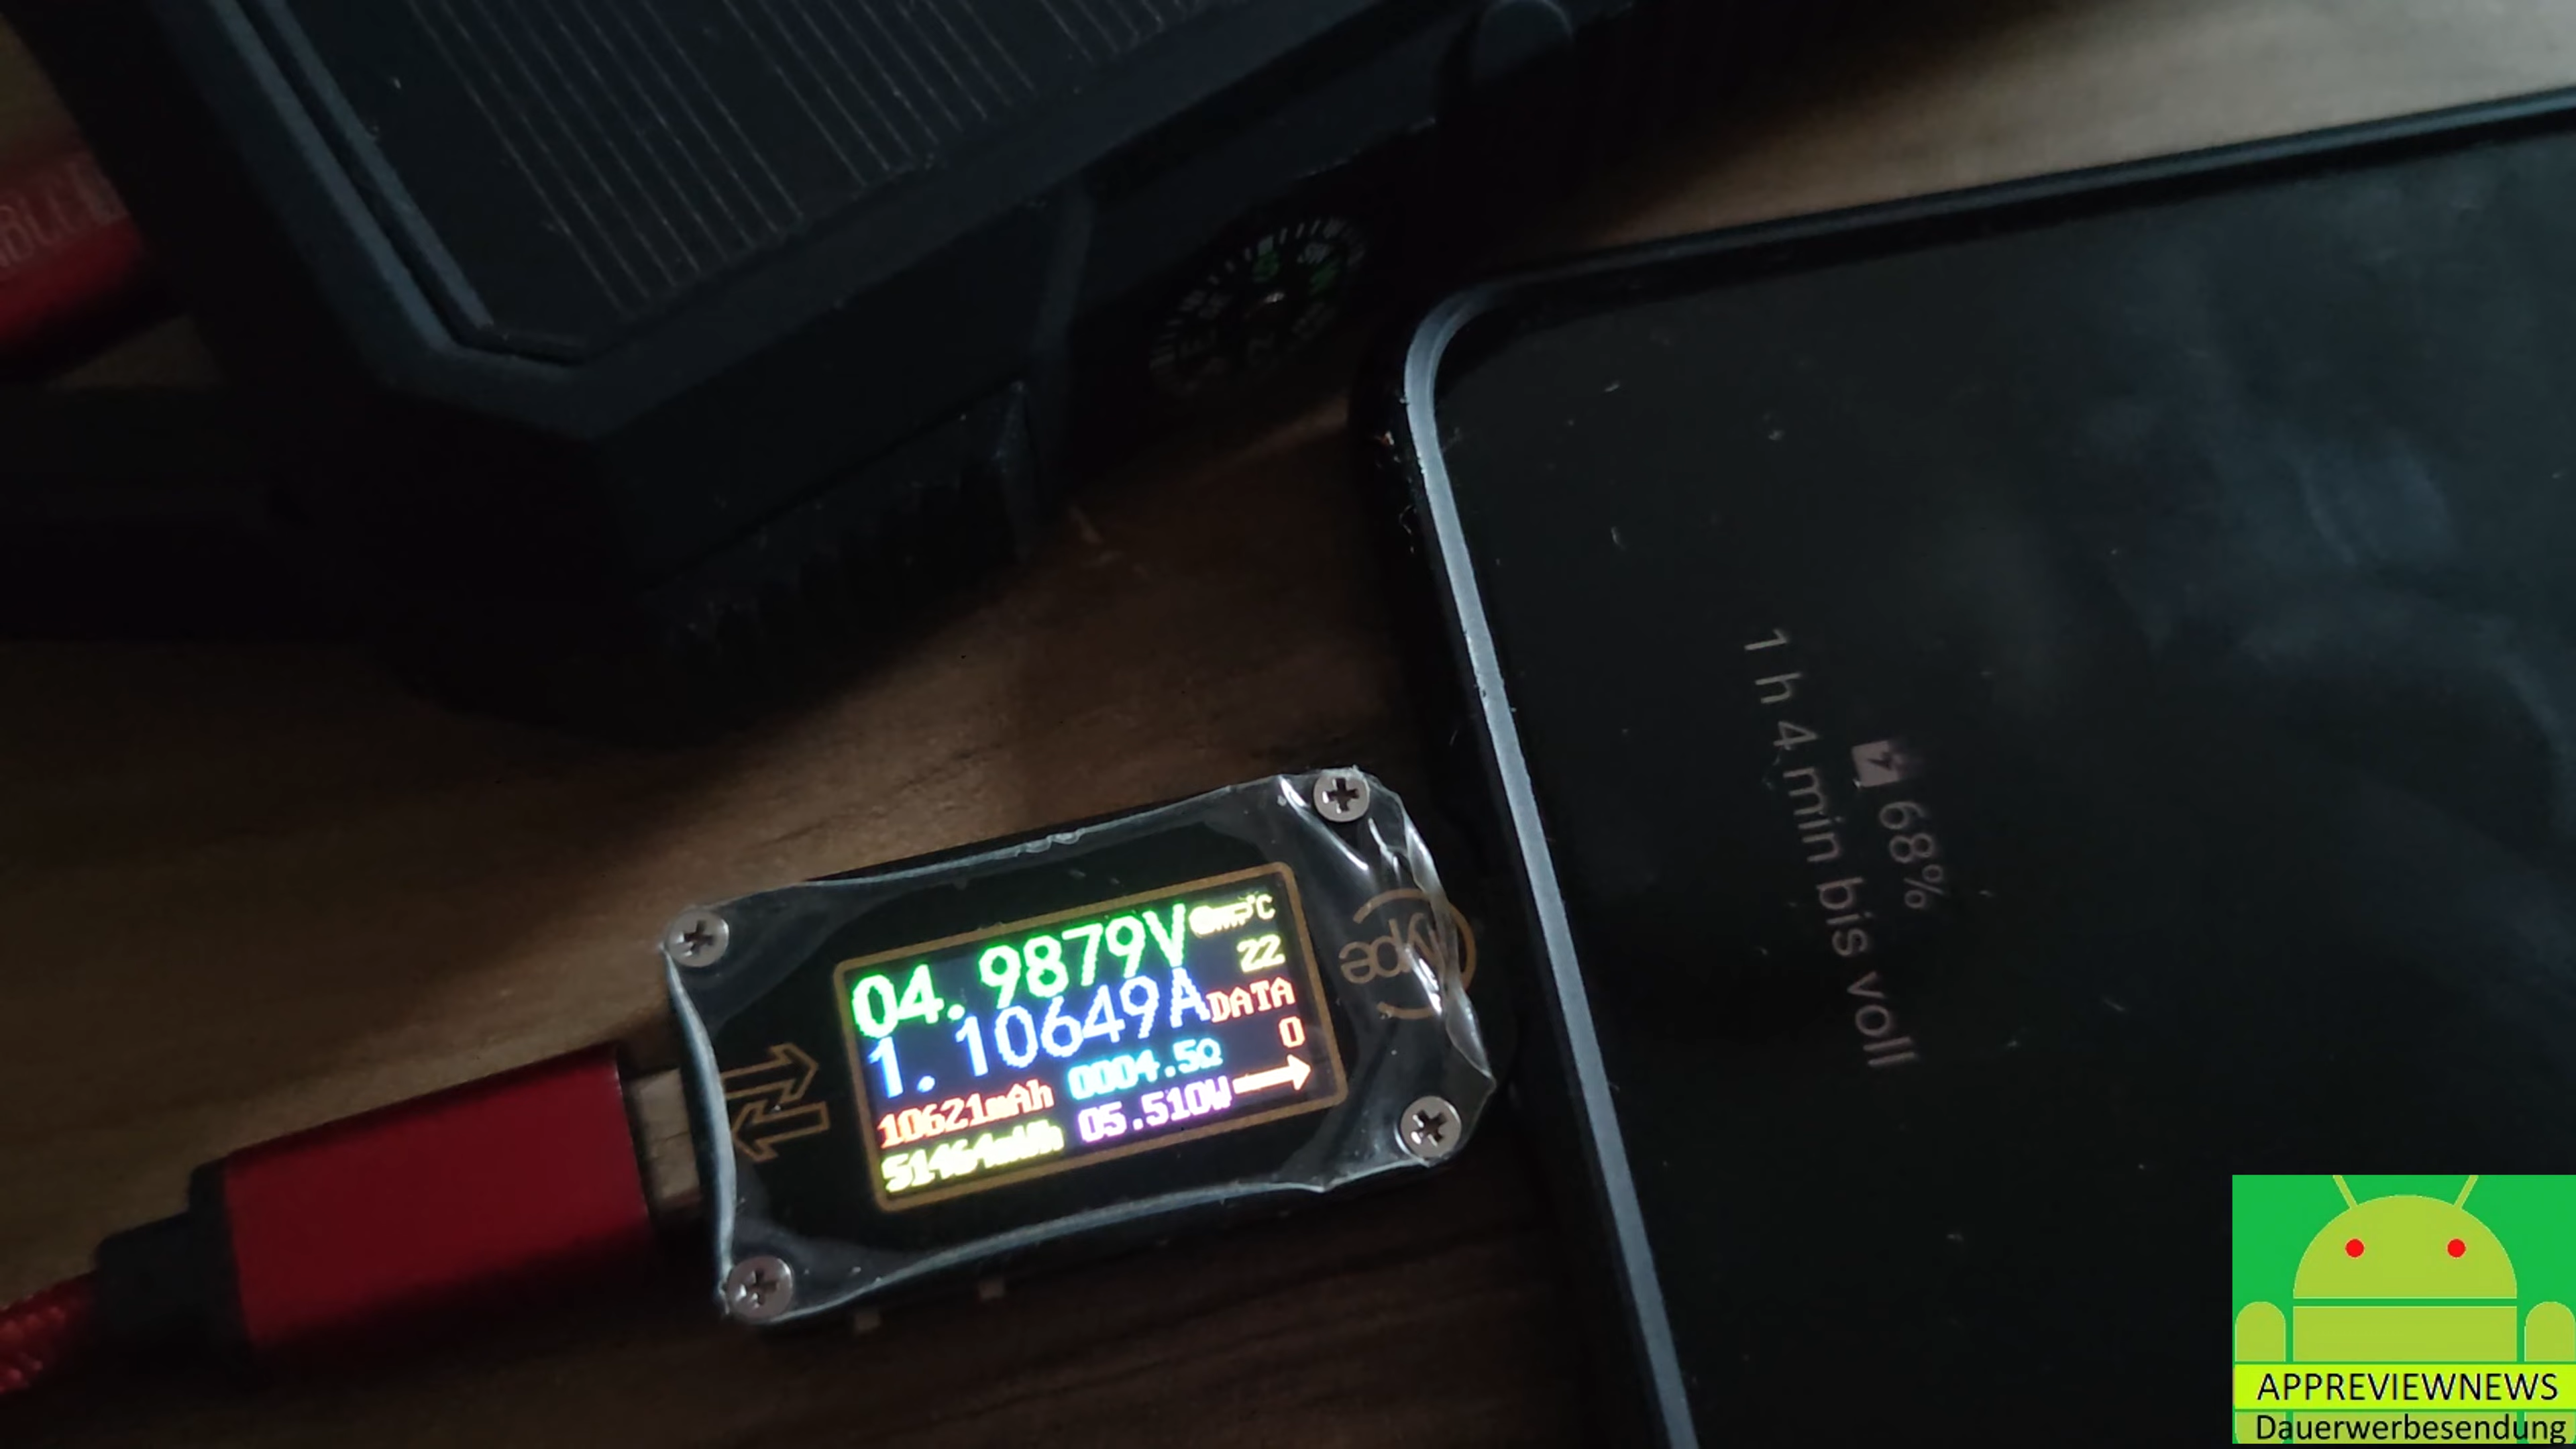 04.9879V
22
1.10649A
DATA
0
10621mAh
0004.5Ω
51464mWh
05.510W
Type
68%
1 h 4 min bis voll
APPREVIEWNEWS
Dauerwerbesendung